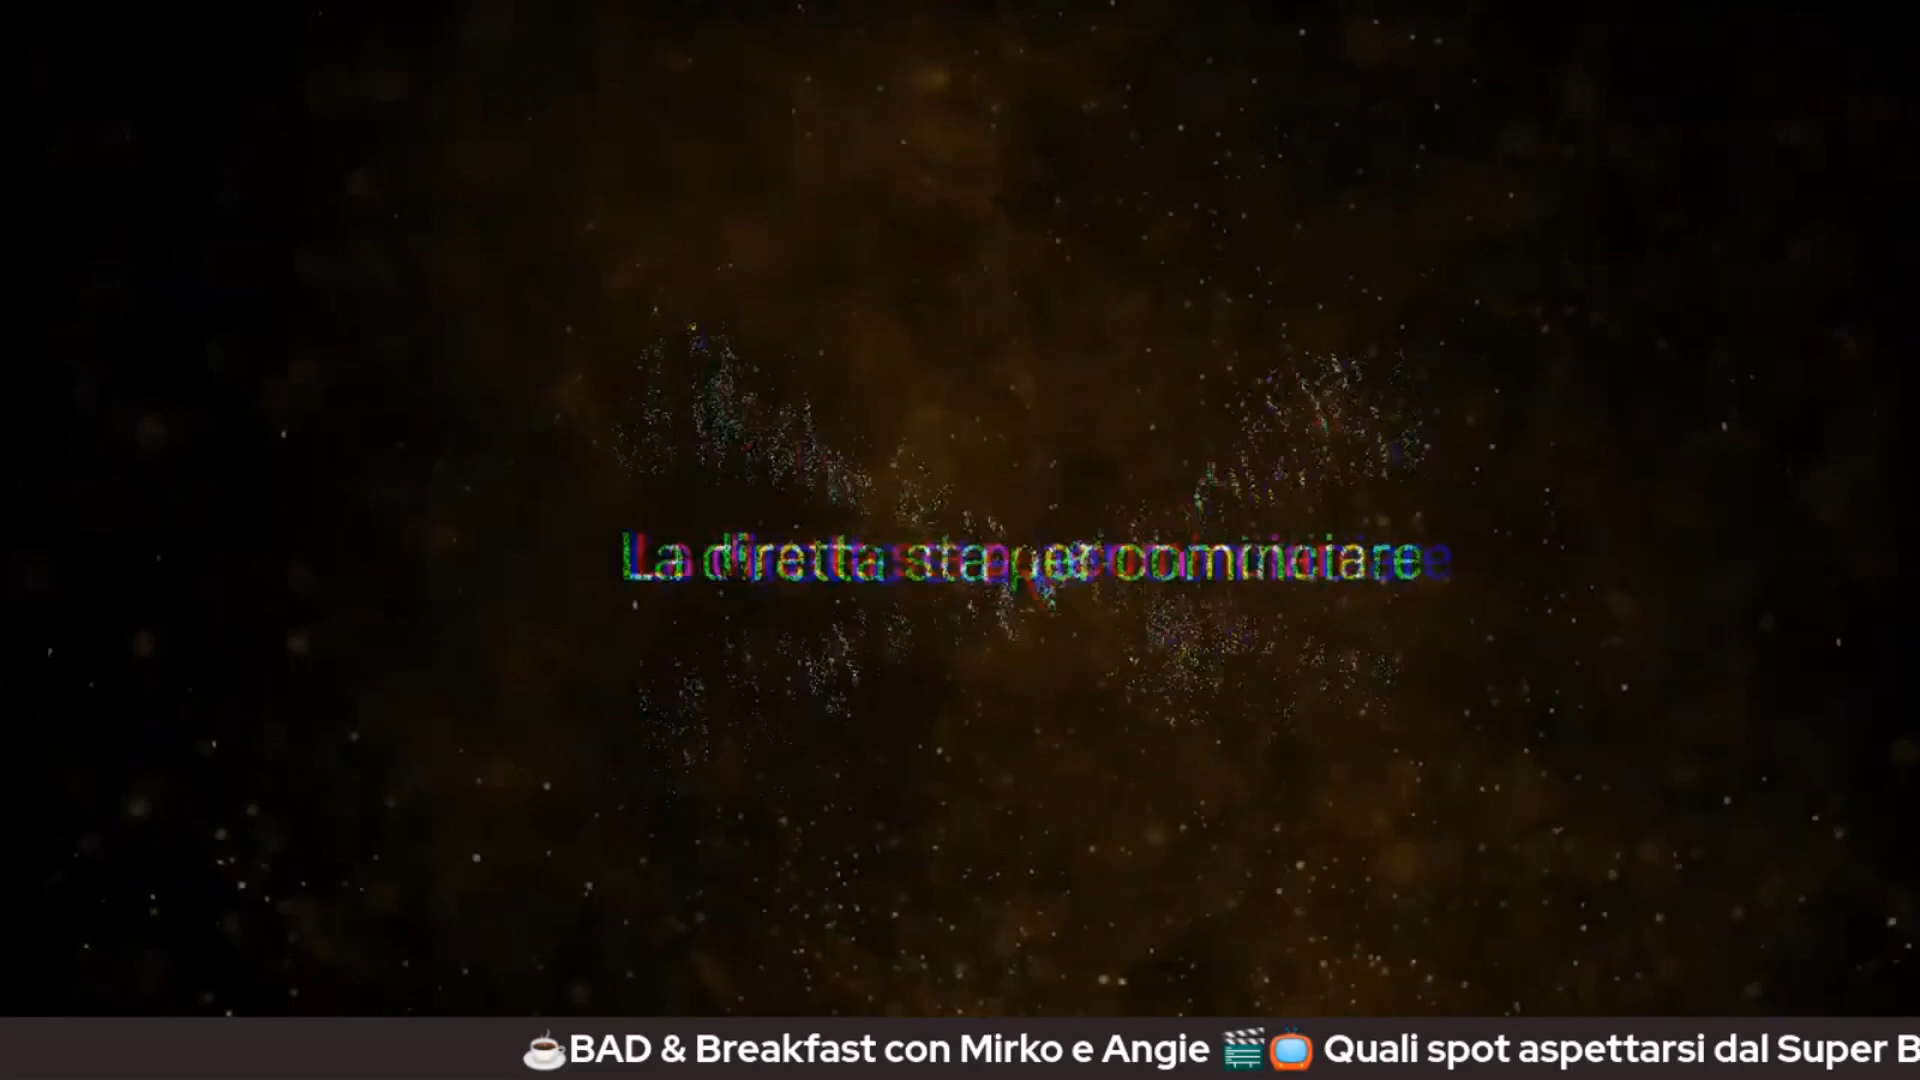 La diretta sta per cominciare
☕BAD & Breakfast con Mirko e Angie 🎬📺 Quali spot aspettarsi dal Super B